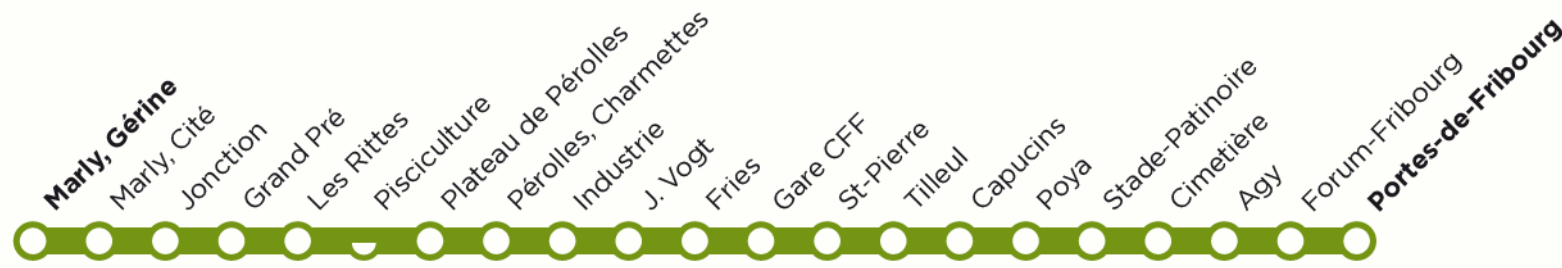 Marly, Gérine
Marly, Cité
Jonction
Grand Pré
Les Rittes
Pisciculture
Plateau de Pérolles
Pérolles, Charmettes
Industrie
J. Vogt
Fries
Gare CFF
St-Pierre
Tilleul
Capucins
Poya
Stade-Patinoire
Cimetière
Agy
Forum-Fribourg
Portes-de-Fribourg